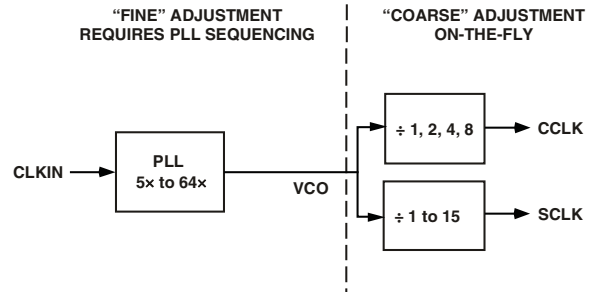 “FINE” ADJUSTMENT
REQUIRES PLL SEQUENCING
“COARSE” ADJUSTMENT
ON-THE-FLY
CLKIN
PLL
5× to 64×
VCO
÷ 1, 2, 4, 8
CCLK
÷ 1 to 15
SCLK